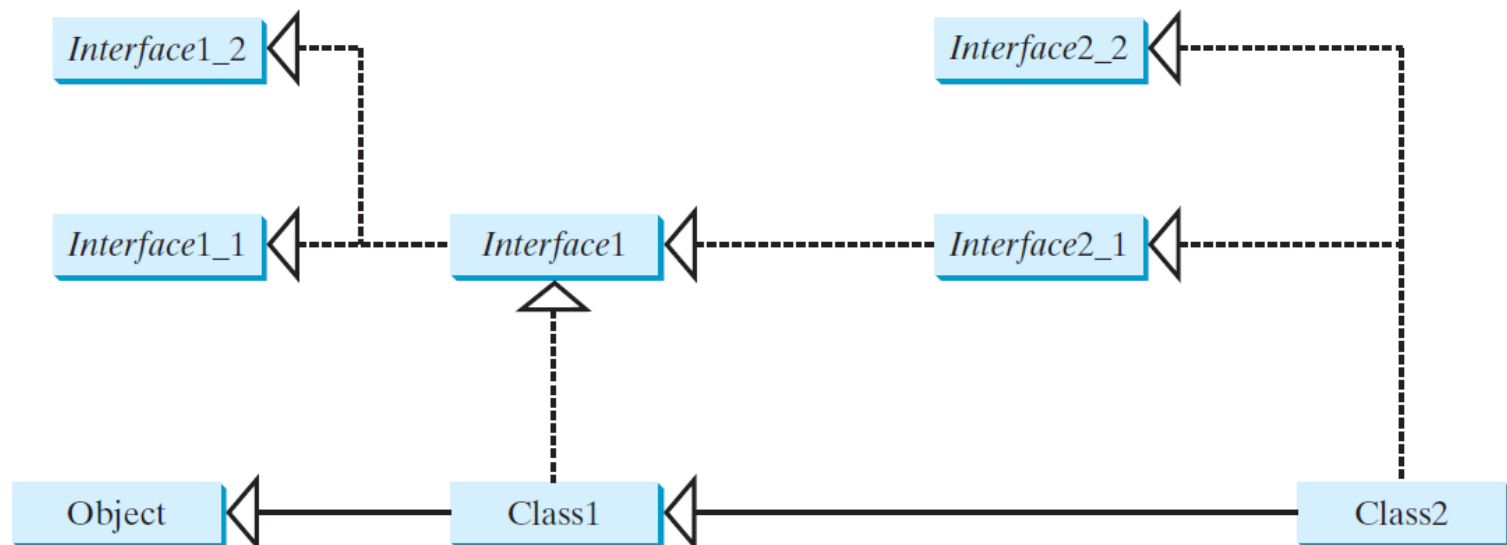 Interface1_2
Interface2_2
Interface1_1
Interface1
Interface2_1
Object
Class1
Class2